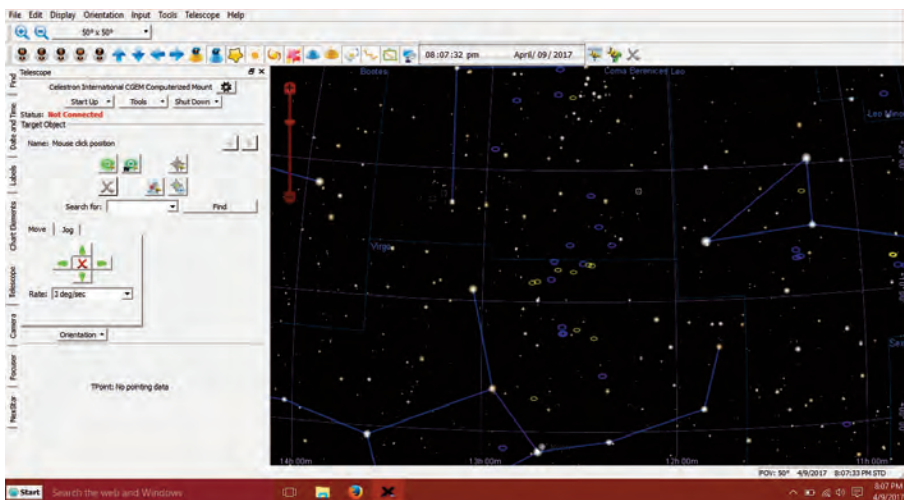 File Edit Display Orientation Input Tools Telescope Help
50° x 50°
08:07:32 pm April/ 09/ 2017
Telescope
Celestron International CGEM Computerized Mount
Start Up Tools Shut Down
Status: Not Connected
Target Object
Name: Mouse click position
Search for: Find
Move Jog
Rate: 3 deg/sec
Orientation
TPoint: No pointing data
Find
Date and Time
Labels
Chart Elements
Telescope
Camera
Focuser
NexStar
Bootes Coma Berenices Leo
Leo Mino
Virgo
Se
14h 00m 13h 00m 12h 00m 11h 00m
FOV: 50° 4/9/2017 8:07:33 PM STD
Start Search the web and Windows
8:07 PM
4/9/2017